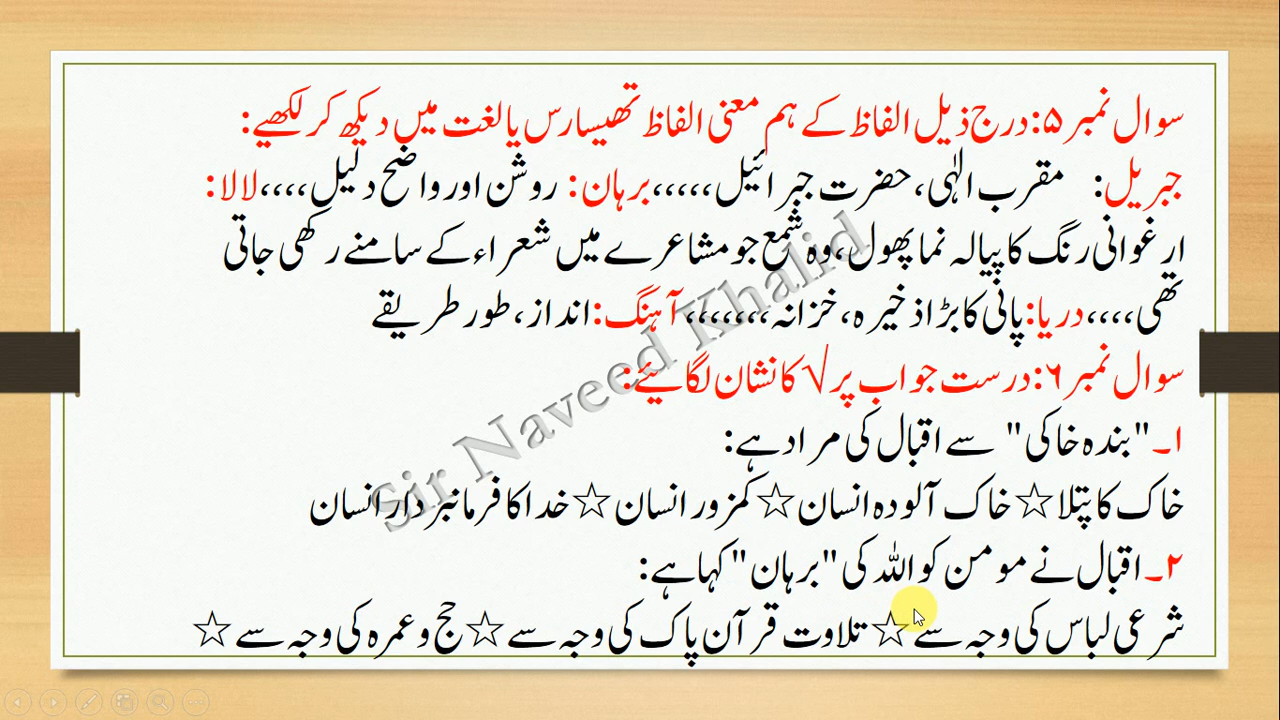 سوال نمبر ۵:درج ذیل الفاظ کے ہم معنی الفاظ تھیسارس یا لغت میں دیکھ کر لکھیے:
جبریل: مقرب الٰہی، حضرت جبرائیل،،،،،برہان: روشن اور واضح دلیل،،،،لالا:
ارغوانی رنگ کا پیالہ نما پھول،وہ شمع جو مشاعرے میں شعراء کے سامنے رکھی جاتی
تھی،،،،دریا:پانی کا بڑا ذخیرہ، خزانہ،،،،،،،آہنگ:انداز، طور طریقے
سوال نمبر ۶:درست جواب پر √ کا نشان لگائیے:
۱۔"بندہ خاکی" سے اقبال کی مراد ہے:
خاک کا پتلا☆خاک آلودہ انسان☆کمزور انسان☆خدا کا فرمانبردار انسان
۲۔اقبال نے مومن کو اللہ کی "برہان" کہا ہے:
شرعی لباس کی وجہ سے☆تلاوت قرآن پاک کی وجہ سے☆حج و عمرہ کی وجہ سے☆
Sir Naveed Khalid